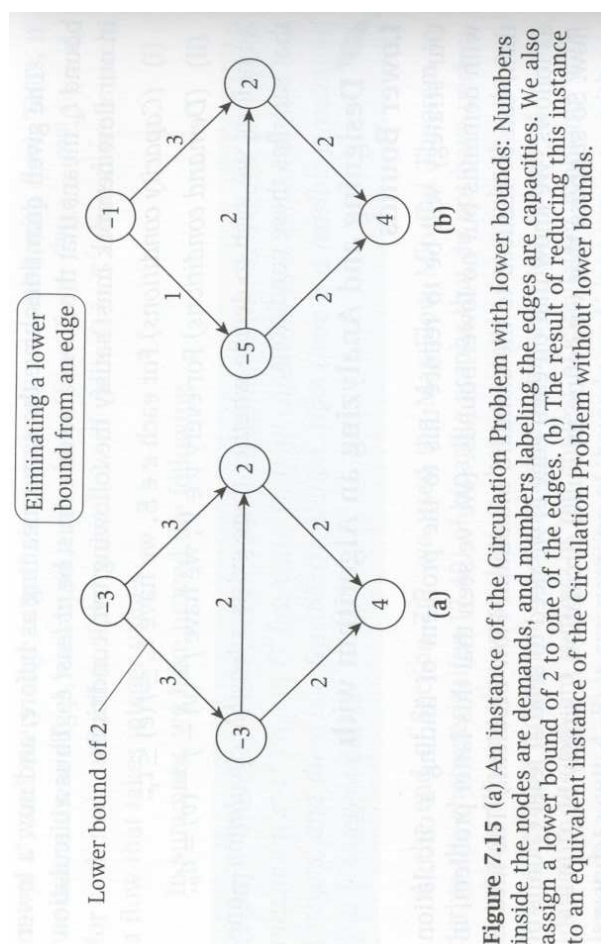 Eliminating a lower
bound from an edge
Lower bound of 2
-3
3
3
-3
2
2
2
2
4
(a)
-1
1
3
-5
2
2
2
2
4
(b)
Figure 7.15 (a) An instance of the Circulation Problem with lower bounds: Numbers
inside the nodes are demands, and numbers labeling the edges are capacities. We also
assign a lower bound of 2 to one of the edges. (b) The result of reducing this instance
to an equivalent instance of the Circulation Problem without lower bounds.